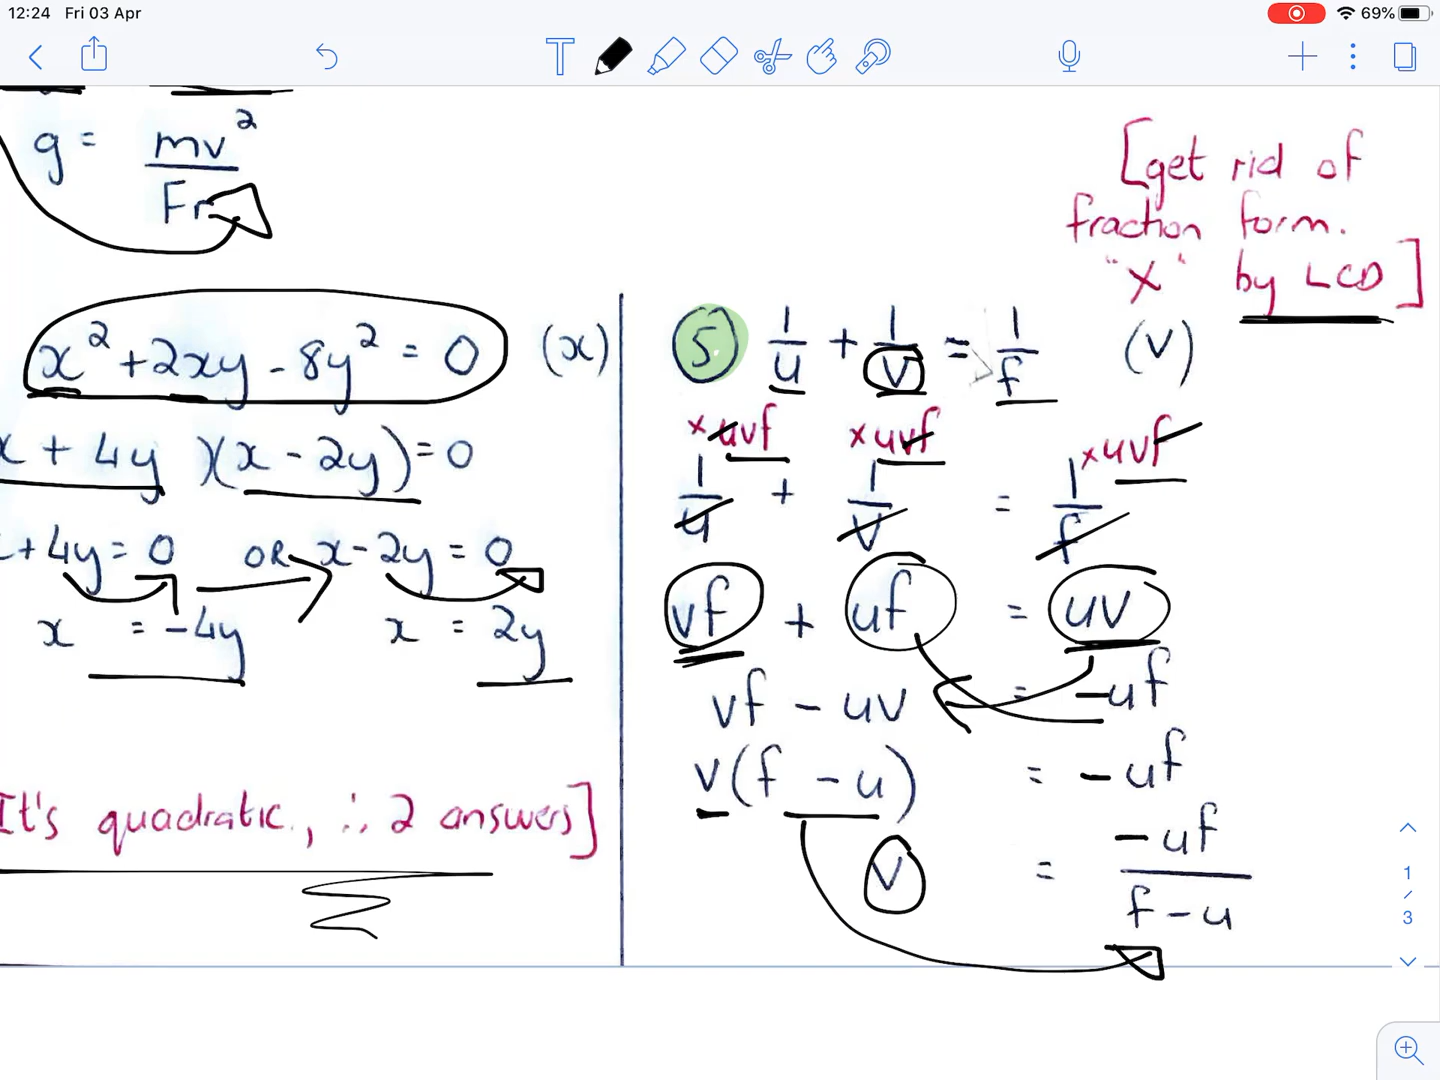 12:24 Fri 03 Apr
69%
T
g = mv²
Fr
x² + 2xy - 8y² = 0 (x)
x + 4y )(x - 2y) = 0
x + 4y = 0 OR x - 2y = 0
x = -4y x = 2y
It's quadratic, ∴ 2 answers]
[get rid of
fraction form.
"X" by LCD]
5. 1/u + 1/v = 1/f (v)
×uvf ×uvf ×uvf
1/u + 1/v = 1/f
vf + uf = uv
vf - uv = -uf
v(f - u) = -uf
v = -uf
f - u
1
/
3